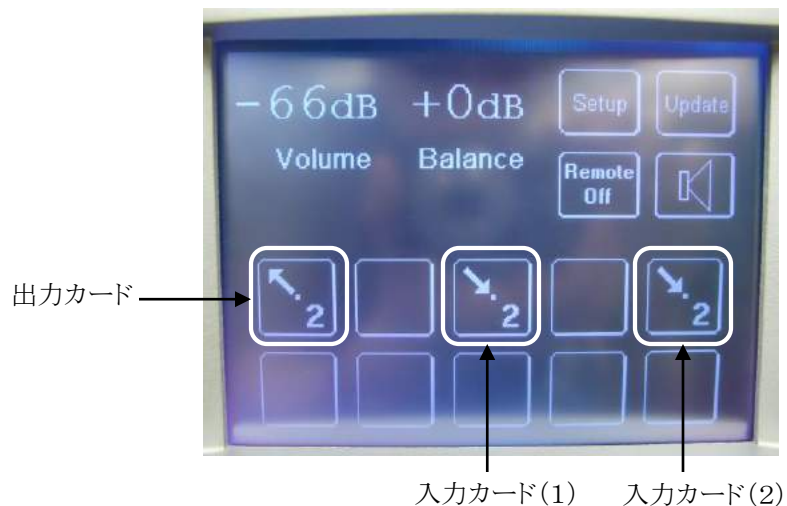 -66dB +0dB Setup Update
Volume Balance
Remote
Off
出力カード
2 2 2
入力カード(1) 入力カード(2)